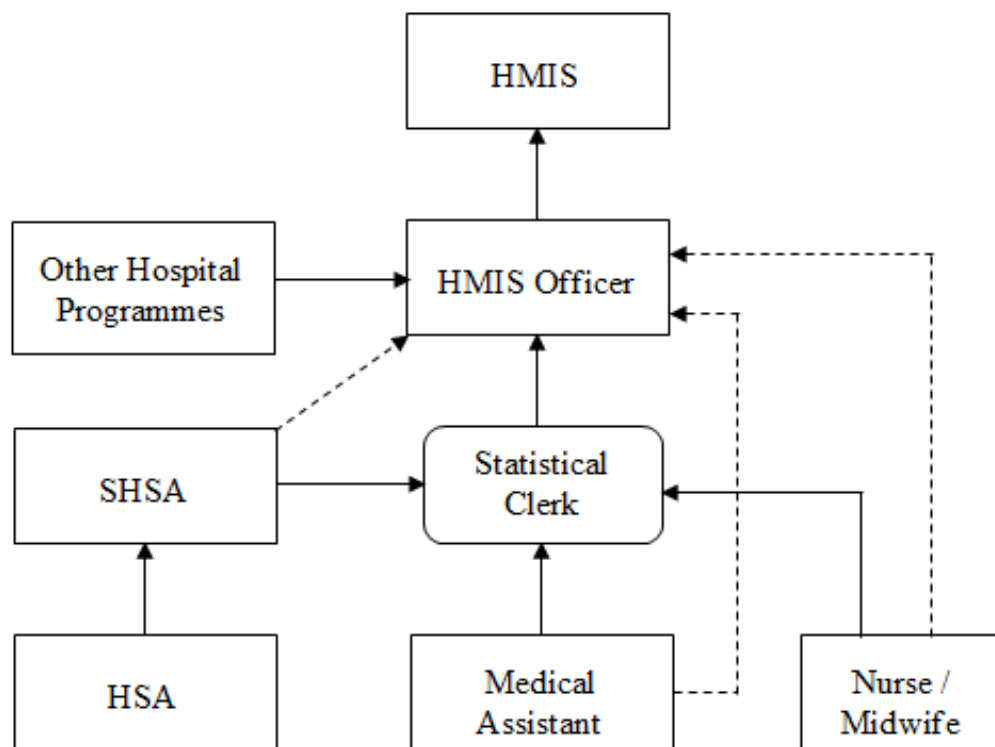 HMIS
Other Hospital
Programmes
HMIS Officer
SHSA
Statistical
Clerk
HSA
Medical
Assistant
Nurse /
Midwife